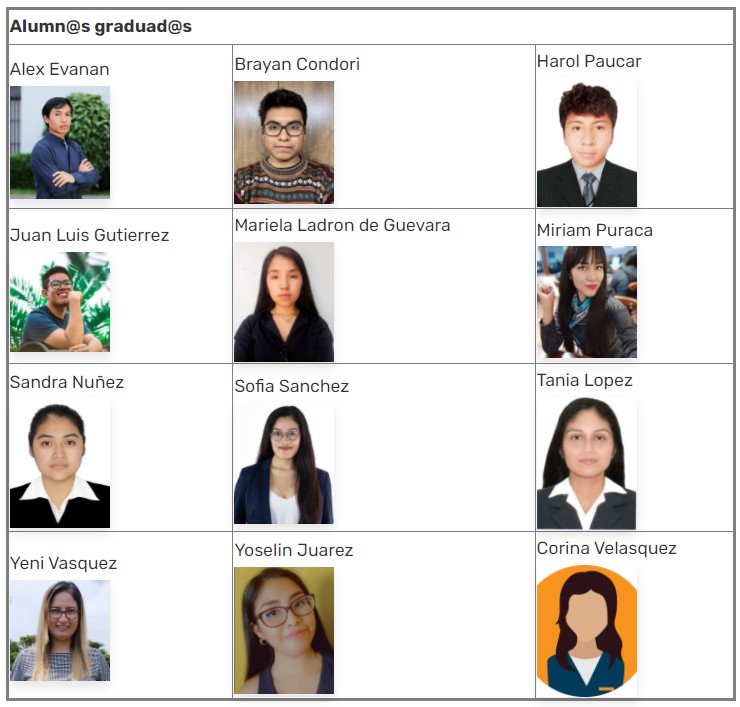 Alumn@s graduad@s
Alex Evanan
Brayan Condori
Harol Paucar
Juan Luis Gutierrez
Mariela Ladron de Guevara
Miriam Puraca
Sandra Nuñez
Sofia Sanchez
Tania Lopez
Yeni Vasquez
Yoselin Juarez
Corina Velasquez